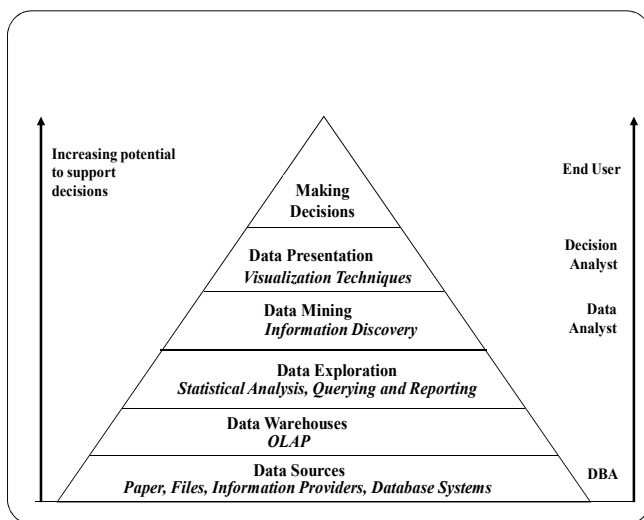 Increasing potential
to support
decisions
End User
Making
Decisions
Data Presentation
Visualization Techniques
Decision
Analyst
Data Mining
Information Discovery
Data
Analyst
Data Exploration
Statistical Analysis, Querying and Reporting
Data Warehouses
OLAP
Data Sources
Paper, Files, Information Providers, Database Systems
DBA